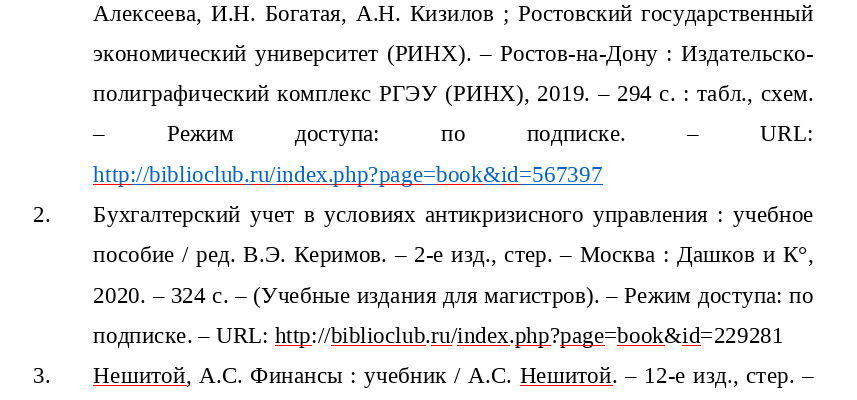 Алексеева, И.Н. Богатая, А.Н. Кизилов ; Ростовский государственный
экономический университет (РИНХ). – Ростов-на-Дону : Издательско-
полиграфический комплекс РГЭУ (РИНХ), 2019. – 294 с. : табл., схем.
– Режим доступа: по подписке. – URL:
http://biblioclub.ru/index.php?page=book&id=567397
2. Бухгалтерский учет в условиях антикризисного управления : учебное
пособие / ред. В.Э. Керимов. – 2-е изд., стер. – Москва : Дашков и К°,
2020. – 324 с. – (Учебные издания для магистров). – Режим доступа: по
подписке. – URL: http://biblioclub.ru/index.php?page=book&id=229281
3. Нешитой, А.С. Финансы : учебник / А.С. Нешитой. – 12-е изд., стер. –